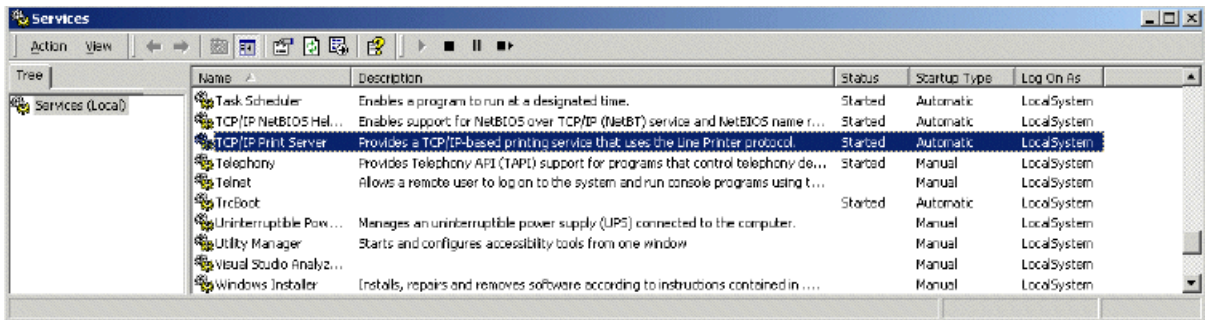 Services
Action View
Tree
Services (Local)
Name Description Status Startup Type Log On As
Task Scheduler Enables a program to run at a designated time. Started Automatic LocalSystem
TCP/IP NetBIOS Hel... Enables support for NetBIOS over TCP/IP (NetBT) service and NetBIOS name r... Started Automatic LocalSystem
TCP/IP Print Server Provides a TCP/IP-based printing service that uses the Line Printer protocol. Started Automatic LocalSystem
Telephony Provides Telephony API (TAPI) support for programs that control telephony de... Started Manual LocalSystem
Telnet Allows a remote user to log on to the system and run console programs using t... Manual LocalSystem
TrcBoot Started Automatic LocalSystem
Uninterruptible Pow... Manages an uninterruptible power supply (UPS) connected to the computer. Manual LocalSystem
Utility Manager Starts and configures accessibility tools from one window Manual LocalSystem
Visual Studio Analyz... Manual LocalSystem
Windows Installer Installs, repairs and removes software according to instructions contained in .... Manual LocalSystem